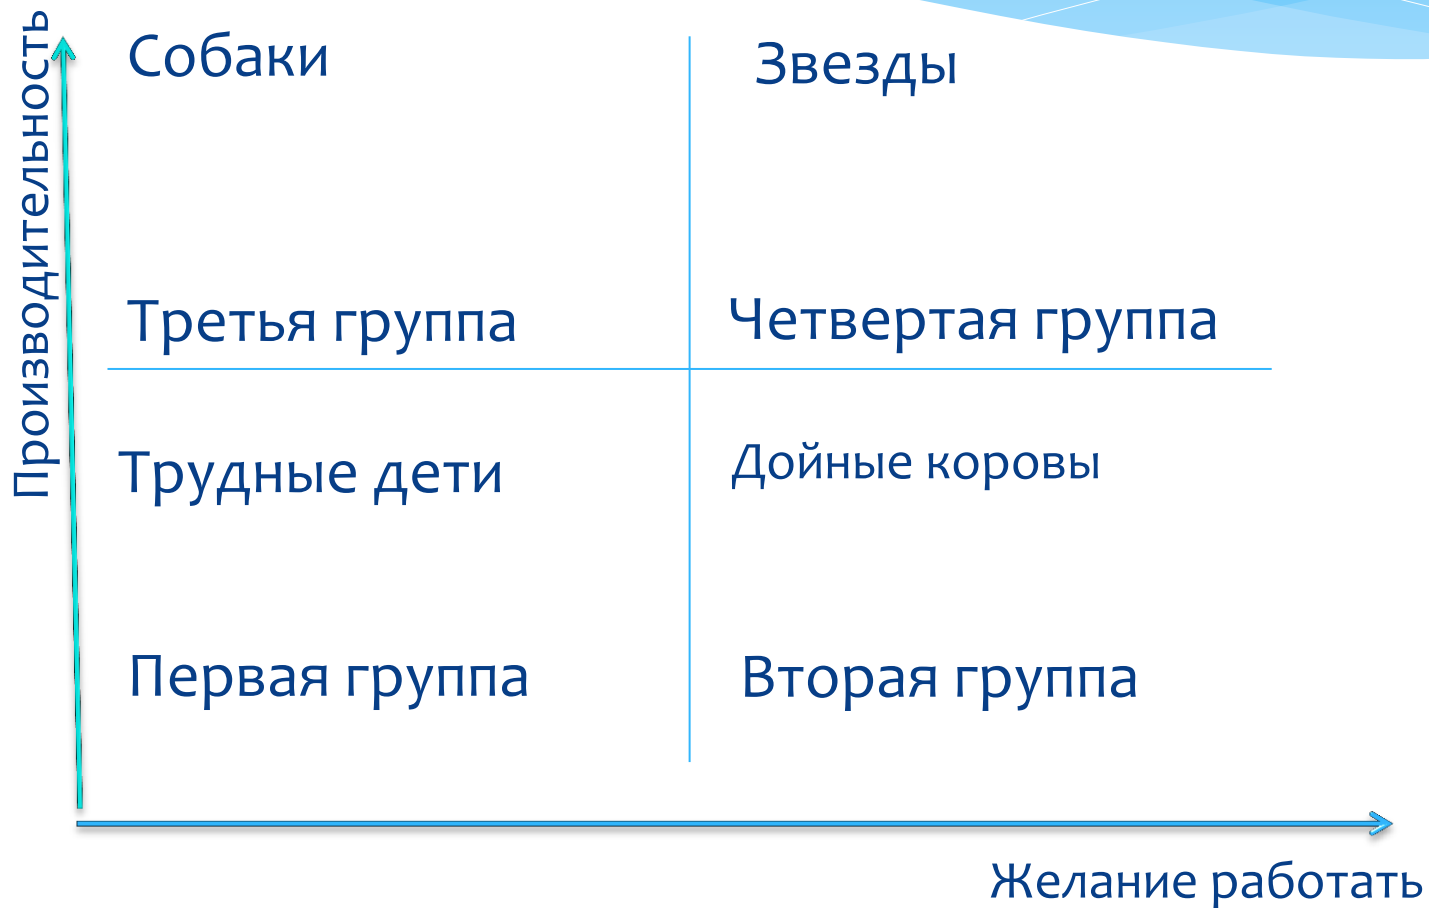 Производительность
Собаки
Звезды
Третья группа
Четвертая группа
Трудные дети
Дойные коровы
Первая группа
Вторая группа
Желание работать